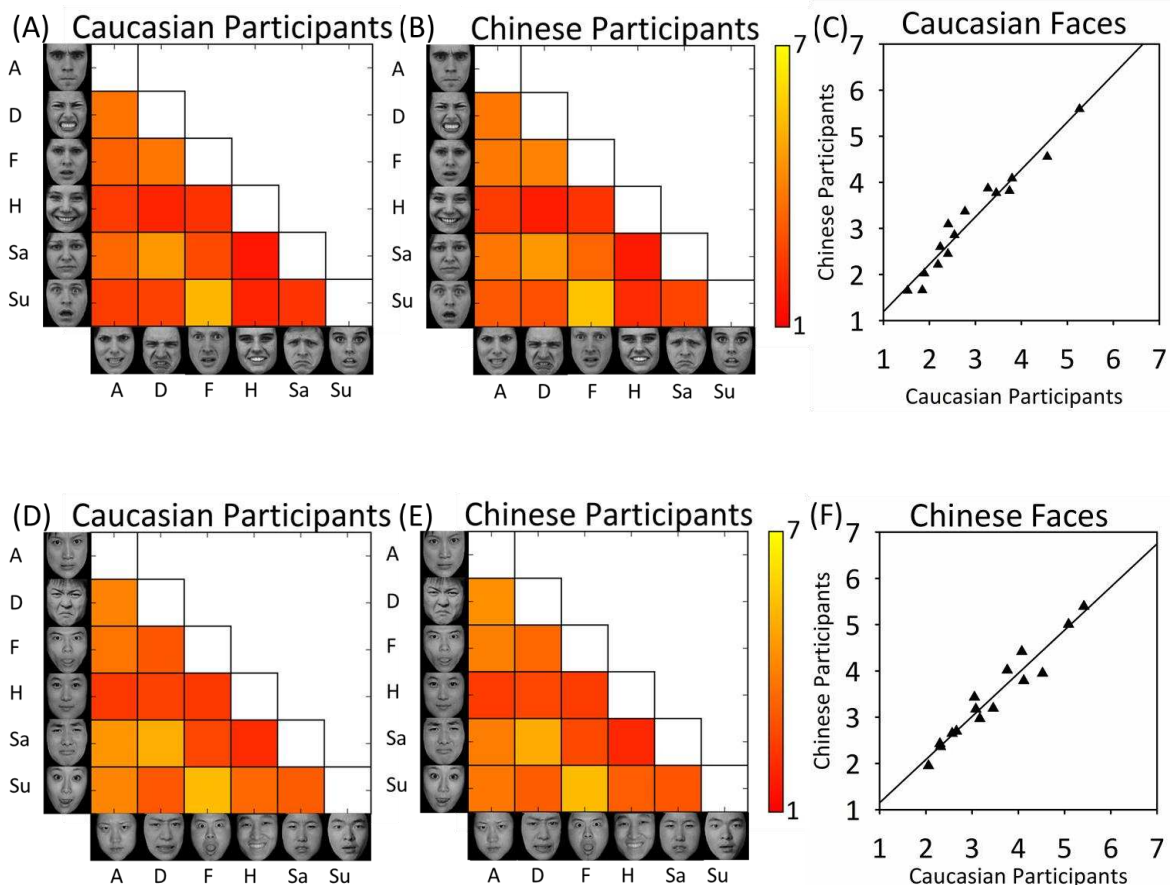 (A) Caucasian Participants
A
D
F
H
Sa
Su
A D F H Sa Su
(B) Chinese Participants
A
D
F
H
Sa
Su
A D F H Sa Su
7
1
(C) Caucasian Faces
7
6
5
4
3
2
1
Chinese Participants
1 2 3 4 5 6 7
Caucasian Participants
(D) Caucasian Participants
A
D
F
H
Sa
Su
A D F H Sa Su
(E) Chinese Participants
A
D
F
H
Sa
Su
A D F H Sa Su
7
1
(F) Chinese Faces
7
6
5
4
3
2
1
Chinese Participants
1 2 3 4 5 6 7
Caucasian Participants